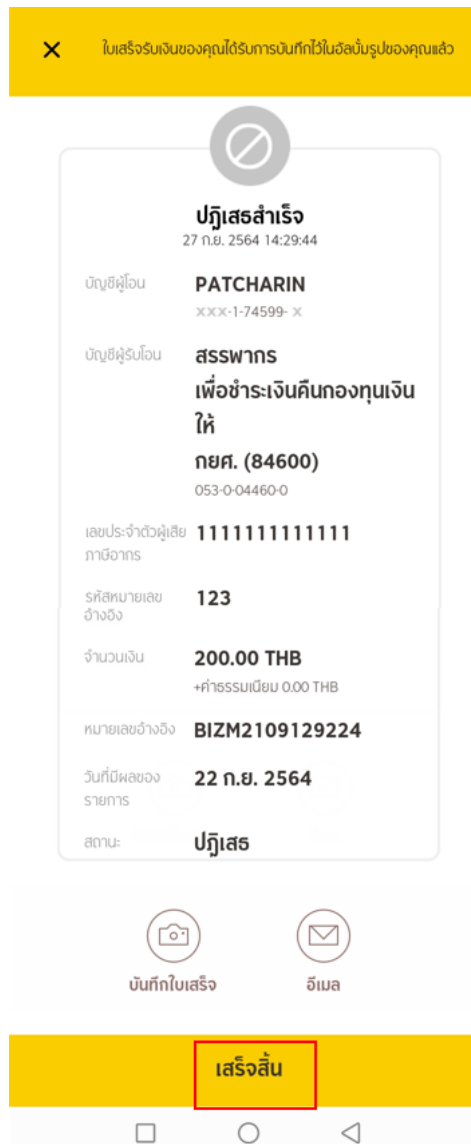 ใบเสร็จรับเงินของคุณได้รับการบันทึกไว้ในอัลบั้มรูปของคุณแล้ว
ปฏิเสธสำเร็จ
27 ก.ย. 2564 14:29:44
บัญชีผู้โอน PATCHARIN
xxx-1-74599- x
บัญชีผู้รับโอน สรรพากร
เพื่อชำระเงินคืนกองทุนเงิน
ให้
กยศ. (84600)
053-0-04460-0
เลขประจำตัวผู้เสีย 1111111111111
ภาษีอากร
รหัสหมายเลข 123
อ้างอิง
จำนวนเงิน 200.00 THB
+ค่าธรรมเนียม 0.00 THB
หมายเลขอ้างอิง BIZM2109129224
วันที่มีผลของ 22 ก.ย. 2564
รายการ
สถานะ ปฏิเสธ
บันทึกใบเสร็จ อีเมล
เสร็จสิ้น